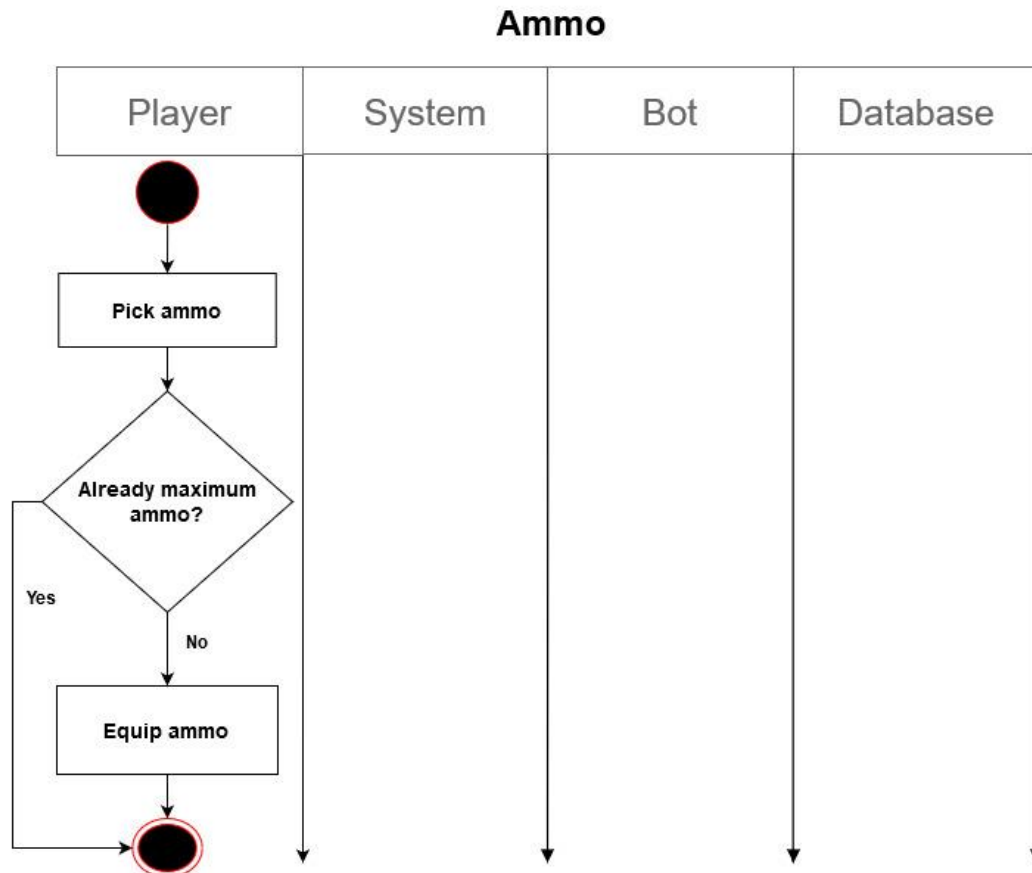 Ammo
Player
System
Bot
Database
Pick ammo
Already maximum
ammo?
Yes
No
Equip ammo